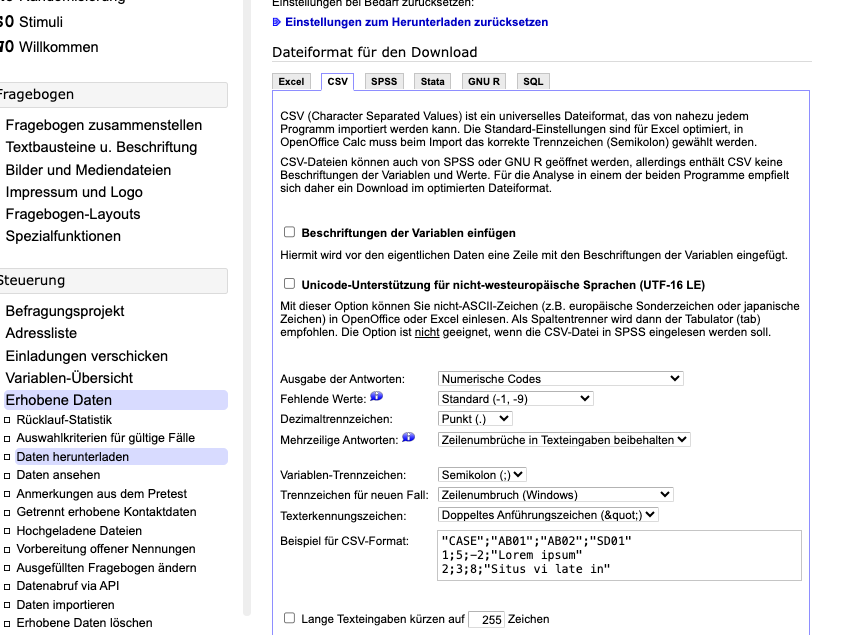 Einstellungen bei Bedarf zurücksetzen:
Einstellungen zum Herunterladen zurücksetzen
Stimuli
Willkommen
Fragebogen
Fragebogen zusammenstellen
Textbausteine u. Beschriftung
Bilder und Mediendateien
Impressum und Logo
Fragebogen-Layouts
Spezialfunktionen
Steuerung
Befragungsprojekt
Adressliste
Einladungen verschicken
Variablen-Übersicht
Erhobene Daten
Rücklauf-Statistik
Auswahlkriterien für gültige Fälle
Daten herunterladen
Daten ansehen
Anmerkungen aus dem Pretest
Getrennt erhobene Kontaktdaten
Hochgeladene Dateien
Vorbereitung offener Nennungen
Ausgefüllten Fragebogen ändern
Datenabruf via API
Daten importieren
Erhobene Daten löschen
Dateiformat für den Download
Excel CSV SPSS Stata GNU R SQL
CSV (Character Separated Values) ist ein universelles Dateiformat, das von nahezu jedem
Programm importiert werden kann. Die Standard-Einstellungen sind für Excel optimiert, in
OpenOffice Calc muss beim Import das korrekte Trennzeichen (Semikolon) gewählt werden.
CSV-Dateien können auch von SPSS oder GNU R geöffnet werden, allerdings enthält CSV keine
Beschriftungen der Variablen und Werte. Für die Analyse in einem der beiden Programme empfielt
sich daher ein Download im optimierten Dateiformat.
Beschriftungen der Variablen einfügen
Hiermit wird vor den eigentlichen Daten eine Zeile mit den Beschriftungen der Variablen eingefügt.
Unicode-Unterstützung für nicht-westeuropäische Sprachen (UTF-16 LE)
Mit dieser Option können Sie nicht-ASCII-Zeichen (z.B. europäische Sonderzeichen oder japanische
Zeichen) in OpenOffice oder Excel einlesen. Als Spaltentrenner wird dann der Tabulator (tab)
empfohlen. Die Option ist nicht geeignet, wenn die CSV-Datei in SPSS eingelesen werden soll.
Ausgabe der Antworten: Numerische Codes
Fehlende Werte: Standard (-1, -9)
Dezimaltrennzeichen: Punkt (.)
Mehrzeilige Antworten: Zeilenumbrüche in Texteingaben beibehalten
Variablen-Trennzeichen: Semikolon (;)
Trennzeichen für neuen Fall: Zeilenumbruch (Windows)
Texterkennungszeichen: Doppeltes Anführungszeichen (&quot;)
Beispiel für CSV-Format: "CASE";"AB01";"AB02";"SD01"
1;5;−2;"Lorem ipsum"
2;3;8;"Situs vi late in"
Lange Texteingaben kürzen auf 255 Zeichen